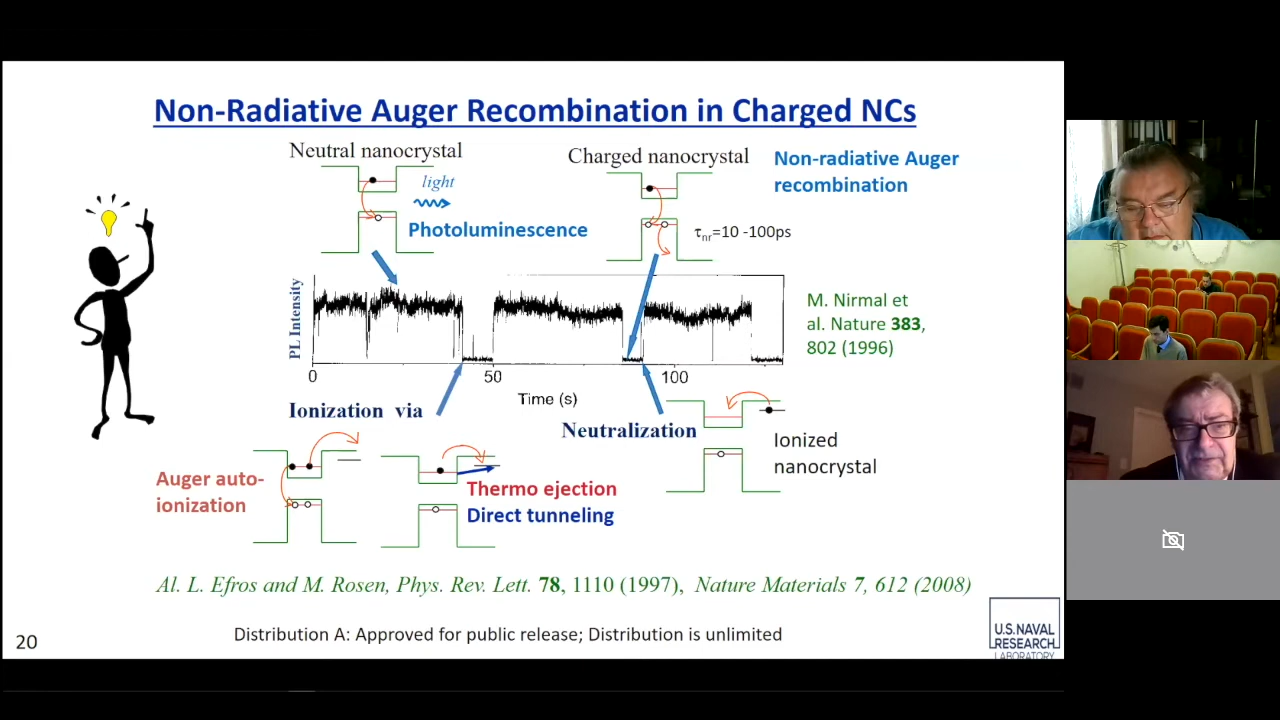 Non-Radiative Auger Recombination in Charged NCs
Neutral nanocrystal
Charged nanocrystal
Non-radiative Auger
recombination
light
Photoluminescence
τnr=10 -100ps
PL Intensity
M. Nirmal et
al. Nature 383,
802 (1996)
0
50
100
Time (s)
Ionization via
Neutralization
Ionized
nanocrystal
Auger auto-
ionization
Thermo ejection
Direct tunneling
Al. L. Efros and M. Rosen, Phys. Rev. Lett. 78, 1110 (1997), Nature Materials 7, 612 (2008)
Distribution A: Approved for public release; Distribution is unlimited
20
U.S. NAVAL
RESEARCH
LABORATORY